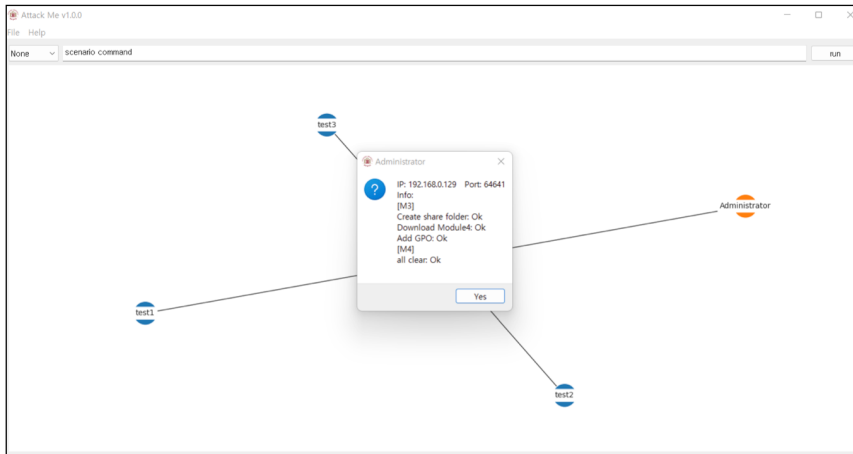 Attack Me v1.0.0
File Help
None scenario command run
test3
Administrator
IP: 192.168.0.129 Port: 64641
Info:
[M3]
Create share folder: Ok
Download Module4: Ok
Add GPO: Ok
[M4]
all clear: Ok
Yes
Administrator
test1
test2